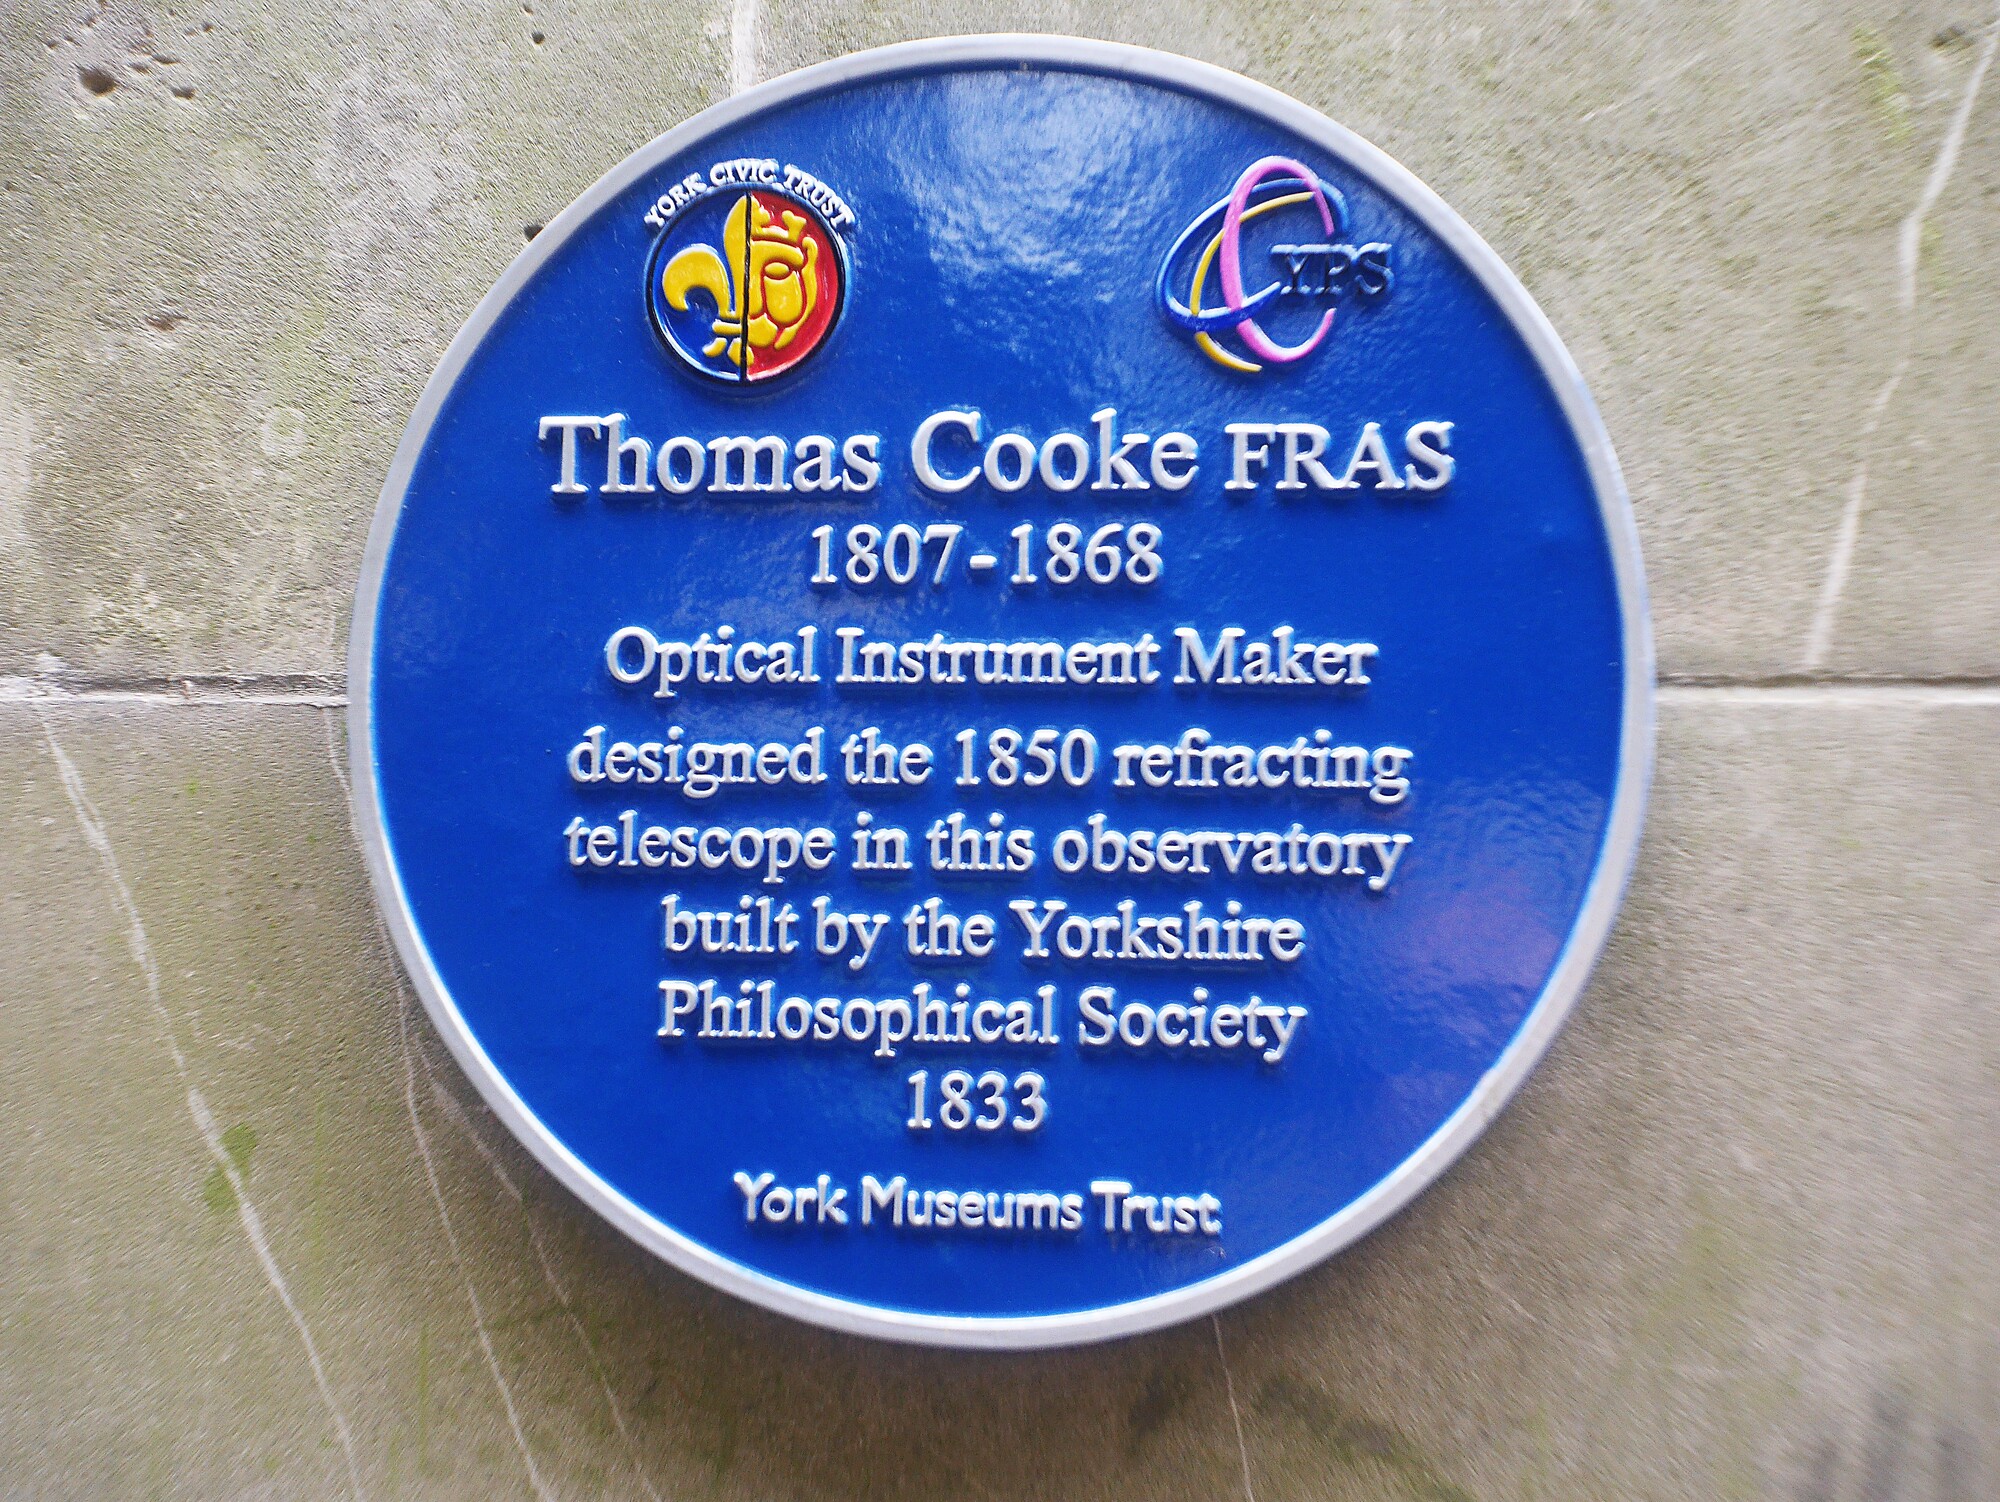 YORK CIVIC TRUST
YPS
Thomas Cooke FRAS
1807-1868
Optical Instrument Maker
designed the 1850 refracting
telescope in this observatory
built by the Yorkshire
Philosophical Society
1833
York Museums Trust